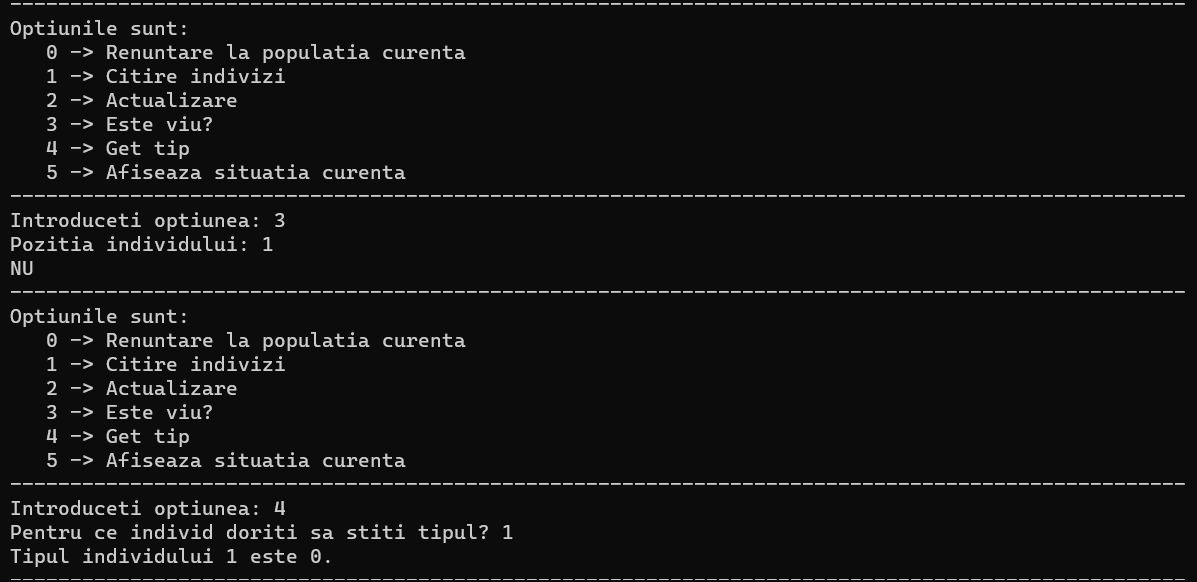 --------------------------------------------------------------------------------------------------
Optiunile sunt:
   0 -> Renuntare la populatia curenta
   1 -> Citire indivizi
   2 -> Actualizare
   3 -> Este viu?
   4 -> Get tip
   5 -> Afiseaza situatia curenta
--------------------------------------------------------------------------------------------------
Introduceti optiunea: 3
Pozitia individului: 1
NU
--------------------------------------------------------------------------------------------------
Optiunile sunt:
   0 -> Renuntare la populatia curenta
   1 -> Citire indivizi
   2 -> Actualizare
   3 -> Este viu?
   4 -> Get tip
   5 -> Afiseaza situatia curenta
--------------------------------------------------------------------------------------------------
Introduceti optiunea: 4
Pentru ce individ doriti sa stiti tipul? 1
Tipul individului 1 este 0.
--------------------------------------------------------------------------------------------------